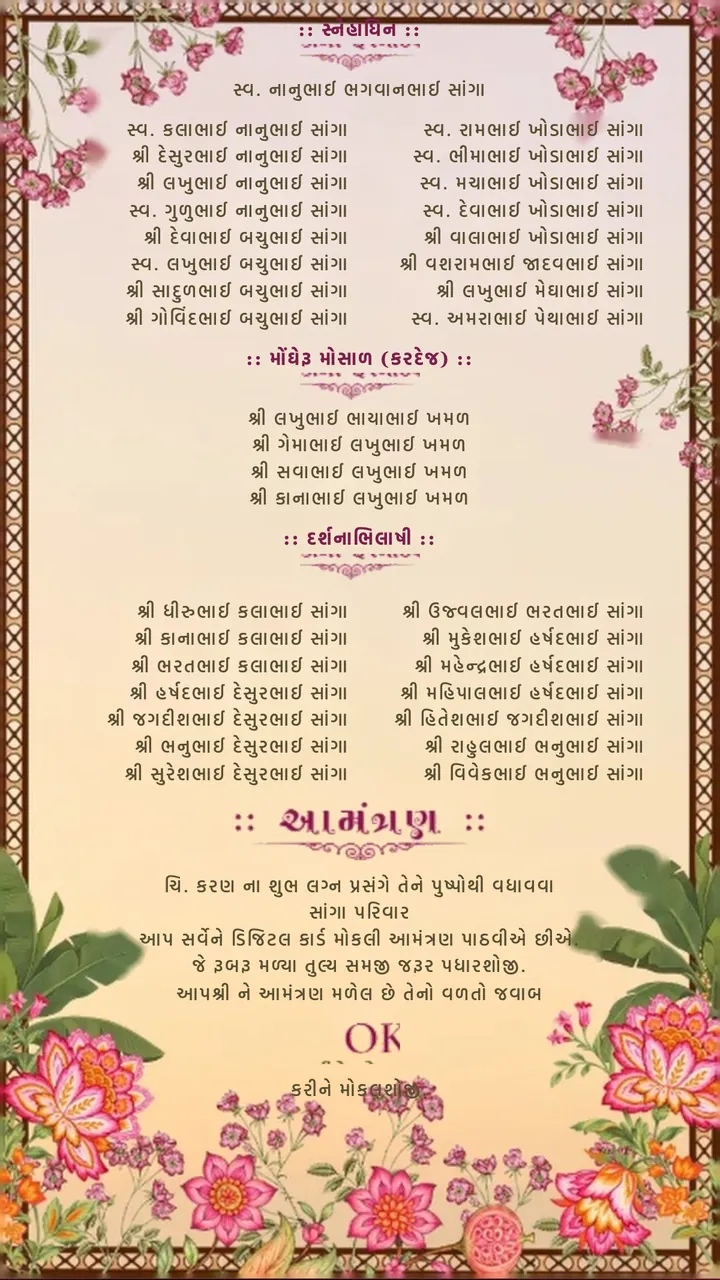 :: સ્નેહાધિન ::
સ્વ. નાનુભાઈ ભગવાનભાઈ સાંગા
સ્વ. કલાભાઈ નાનુભાઈ સાંગા
શ્રી દેસુરભાઈ નાનુભાઈ સાંગા
શ્રી લખુભાઈ નાનુભાઈ સાંગા
સ્વ. ગુળુભાઈ નાનુભાઈ સાંગા
શ્રી દેવાભાઈ બચુભાઈ સાંગા
સ્વ. લખુભાઈ બચુભાઈ સાંગા
શ્રી સાદુળભાઈ બચુભાઈ સાંગા
શ્રી ગોવિંદભાઈ બચુભાઈ સાંગા
સ્વ. રામભાઈ ખોડાભાઈ સાંગા
સ્વ. ભીમાભાઈ ખોડાભાઈ સાંગા
સ્વ. મચાભાઈ ખોડાભાઈ સાંગા
સ્વ. દેવાભાઈ ખોડાભાઈ સાંગા
શ્રી વાલાભાઈ ખોડાભાઈ સાંગા
શ્રી વશરામભાઈ જાદવભાઈ સાંગા
શ્રી લખુભાઈ મેઘાભાઈ સાંગા
સ્વ. અમરાભાઈ પેથાભાઈ સાંગા
:: મોંઘેરૂ મોસાળ (કરદેજ) ::
શ્રી લખુભાઈ ભાયાભાઈ ખમળ
શ્રી ગેમાભાઈ લખુભાઈ ખમળ
શ્રી સવાભાઈ લખુભાઈ ખમળ
શ્રી કાનાભાઈ લખુભાઈ ખમળ
:: દર્શનાભિલાષી ::
શ્રી ધીરુભાઈ કલાભાઈ સાંગા
શ્રી કાનાભાઈ કલાભાઈ સાંગા
શ્રી ભરતભાઈ કલાભાઈ સાંગા
શ્રી હર્ષદભાઈ દેસુરભાઈ સાંગા
શ્રી જગદીશભાઈ દેસુરભાઈ સાંગા
શ્રી ભનુભાઈ દેસુરભાઈ સાંગા
શ્રી સુરેશભાઈ દેસુરભાઈ સાંગા
શ્રી ઉજ્વલભાઈ ભરતભાઈ સાંગા
શ્રી મુકેશભાઈ હર્ષદભાઈ સાંગા
શ્રી મહેન્દ્રભાઈ હર્ષદભાઈ સાંગા
શ્રી મહિપાલભાઈ હર્ષદભાઈ સાંગા
શ્રી હિતેશભાઈ જગદીશભાઈ સાંગા
શ્રી રાહુલભાઈ ભનુભાઈ સાંગા
શ્રી વિવેકભાઈ ભનુભાઈ સાંગા
:: આમંત્રણ ::
ચિ. કરણ ના શુભ લગ્ન પ્રસંગે તેને પુષ્પોથી વધાવવા
સાંગા પરિવાર
આપ સર્વેને ડિજિટલ કાર્ડ મોકલી આમંત્રણ પાઠવીએ છીએ.
જે રૂબરૂ મળ્યા તુલ્ય સમજી જરૂર પધારશોજી.
આપશ્રી ને આમંત્રણ મળેલ છે તેનો વળતો જવાબ
OK
કરીને મોકલશોજી.